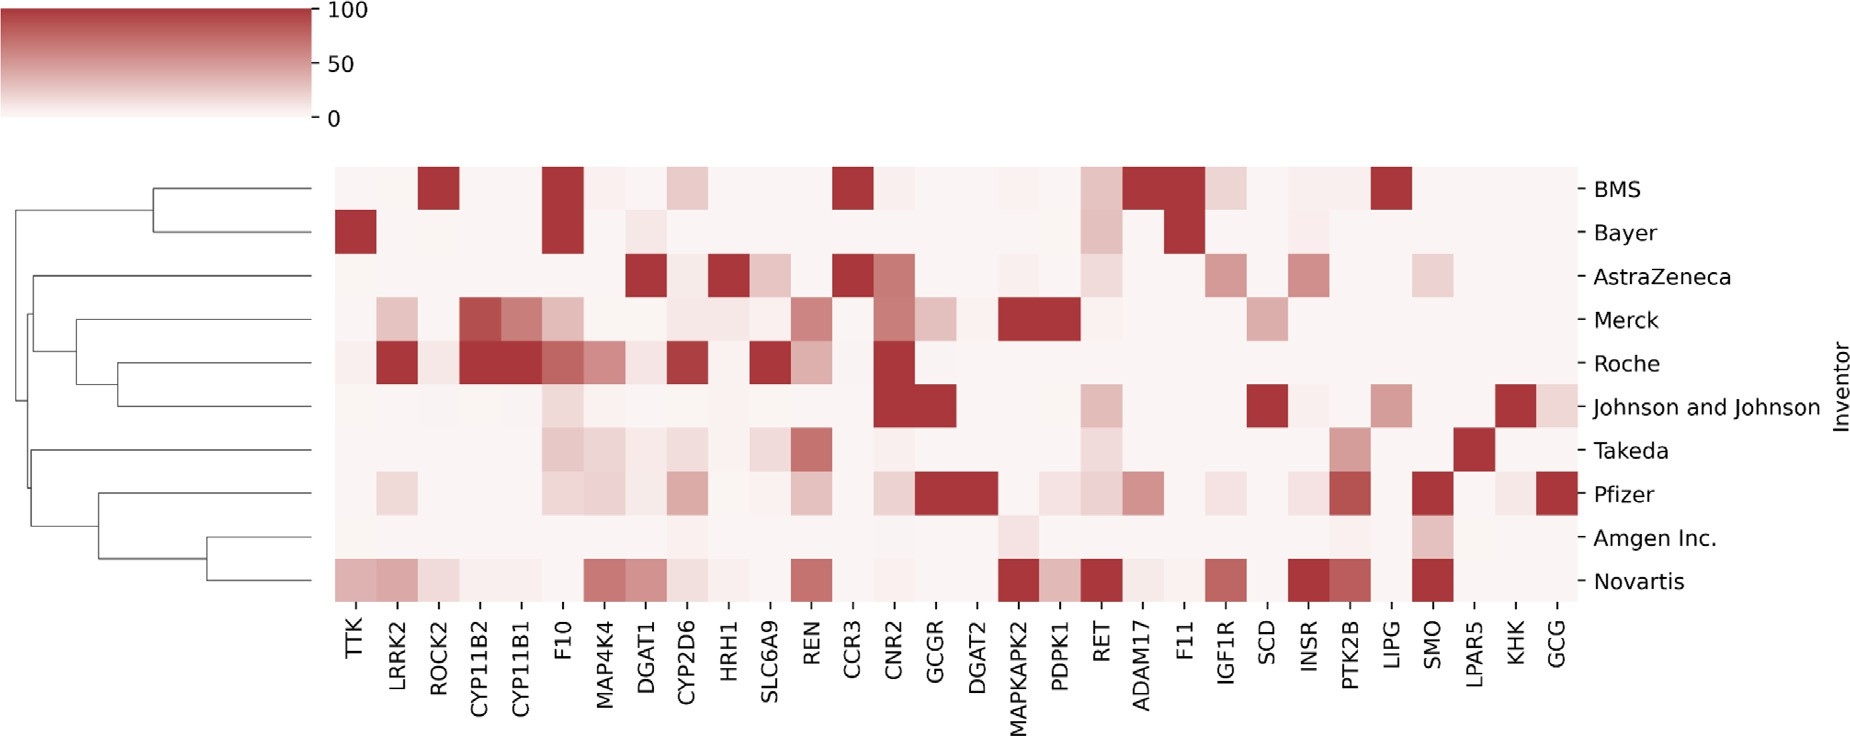 100
50
0
BMS
Bayer
AstraZeneca
Merck
Roche
Johnson and Johnson
Takeda
Pfizer
Amgen Inc.
Novartis
Inventor
TTK
LRRK2
ROCK2
CYP11B2
CYP11B1
F10
MAP4K4
DGAT1
CYP2D6
HRH1
SLC6A9
REN
CCR3
CNR2
GCGR
DGAT2
MAPKAPK2
PDPK1
RET
ADAM17
F11
IGF1R
SCD
INSR
PTK2B
LIPG
SMO
LPAR5
KHK
GCG